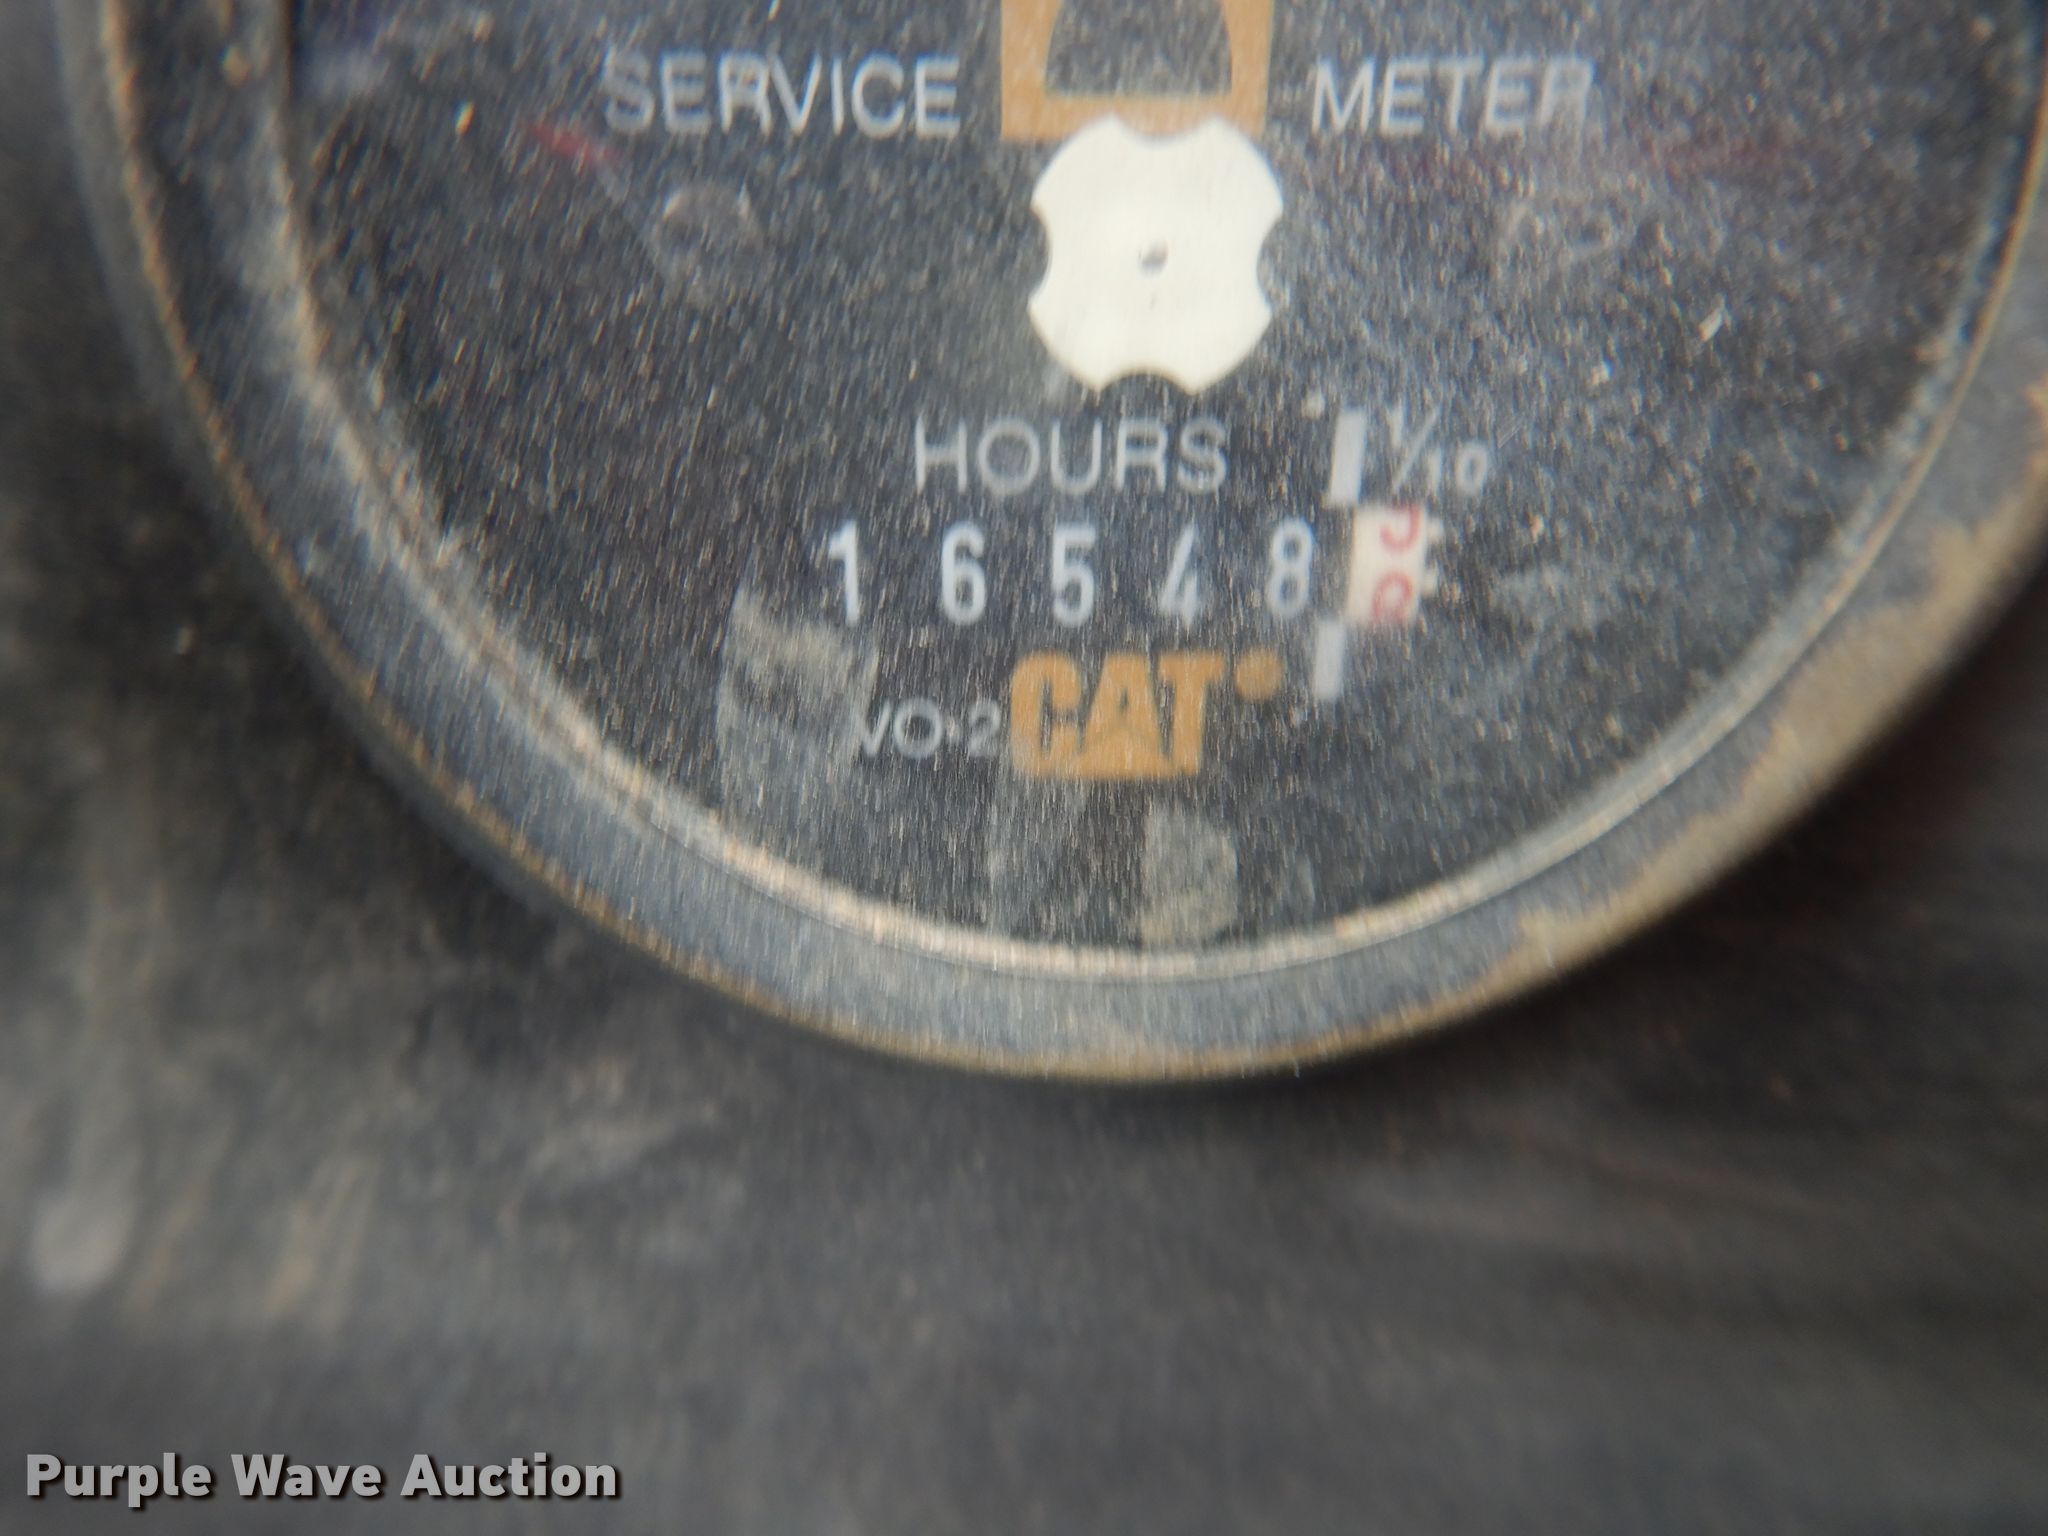 SERVICE METER
HOURS 1/10
16548
VO-2 CAT
Purple Wave Auction